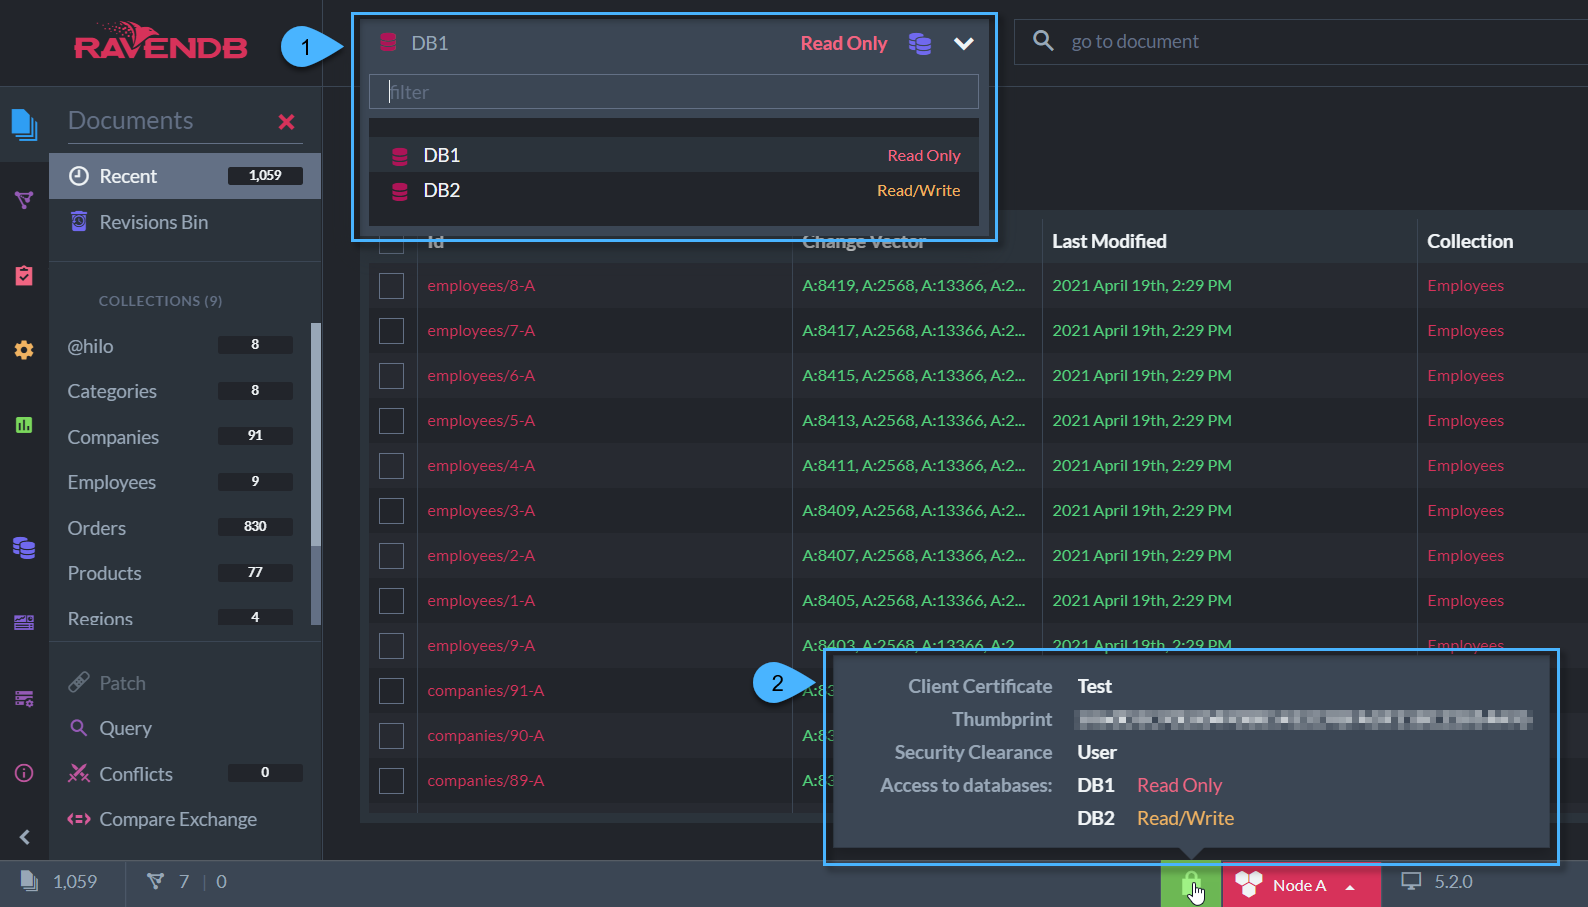 RAVENDB
1
DB1 Read Only
go to document
filter
DB1 Read Only
DB2 Read/Write
Documents
Recent 1,059
Revisions Bin
COLLECTIONS (9)
@hilo 8
Categories 8
Companies 91
Employees 9
Orders 830
Products 77
Regions 4
Patch
Query
Conflicts 0
Compare Exchange
Id Change Vector Last Modified Collection
employees/8-A A:8419, A:2568, A:13366, A:2... 2021 April 19th, 2:29 PM Employees
employees/7-A A:8417, A:2568, A:13366, A:2... 2021 April 19th, 2:29 PM Employees
employees/6-A A:8415, A:2568, A:13366, A:2... 2021 April 19th, 2:29 PM Employees
employees/5-A A:8413, A:2568, A:13366, A:2... 2021 April 19th, 2:29 PM Employees
employees/4-A A:8411, A:2568, A:13366, A:2... 2021 April 19th, 2:29 PM Employees
employees/3-A A:8409, A:2568, A:13366, A:2... 2021 April 19th, 2:29 PM Employees
employees/2-A A:8407, A:2568, A:13366, A:2... 2021 April 19th, 2:29 PM Employees
employees/1-A A:8405, A:2568, A:13366, A:2... 2021 April 19th, 2:29 PM Employees
employees/9-A A:8403, A:2568, A:13366, A:2... 2021 April 19th, 2:29 PM Employees
companies/91-A A:83
companies/90-A A:83
companies/89-A A:83
2
Client Certificate Test
Thumbprint
Security Clearance User
Access to databases: DB1 Read Only
DB2 Read/Write
1,059 7 | 0 Node A 5.2.0